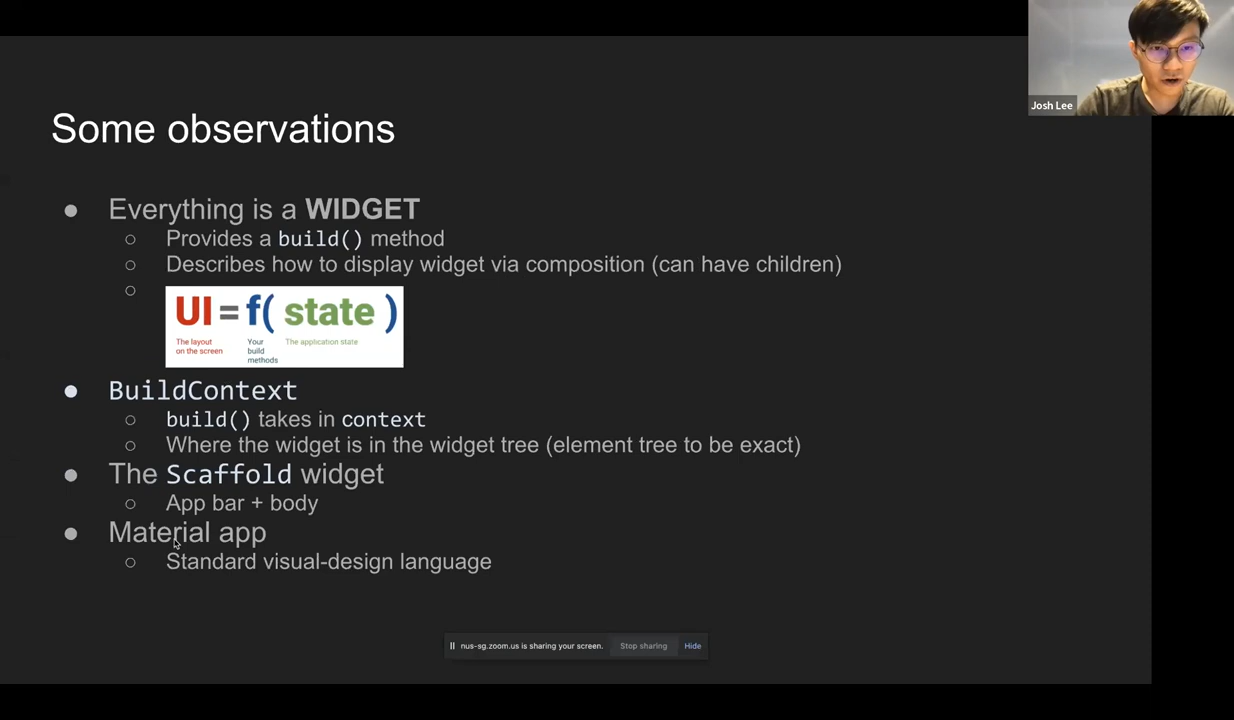 Josh Lee
Some observations
● Everything is a WIDGET
○ Provides a build() method
○ Describes how to display widget via composition (can have children)
○
UI = f( state )
The layout
on the screen
Your
build
methods
The application state
● BuildContext
○ build() takes in context
○ Where the widget is in the widget tree (element tree to be exact)
● The Scaffold widget
○ App bar + body
● Material app
○ Standard visual-design language
nus-sg.zoom.us is sharing your screen.
Stop sharing
Hide